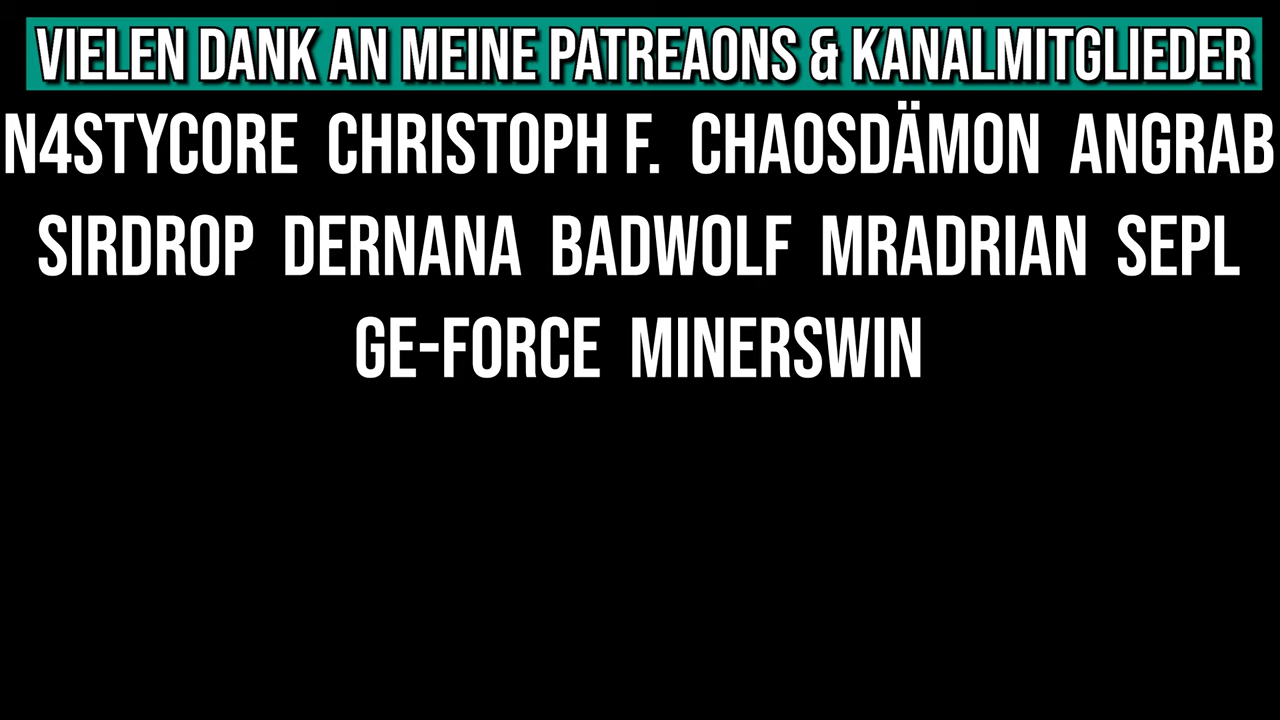 VIELEN DANK AN MEINE PATREAONS & KANALMITGLIEDER
N4STYCORE CHRISTOPH F. CHAOSDÄMON ANGRAB
SIRDROP DERNANA BADWOLF MRADRIAN SEPL
GE-FORCE MINERSWIN